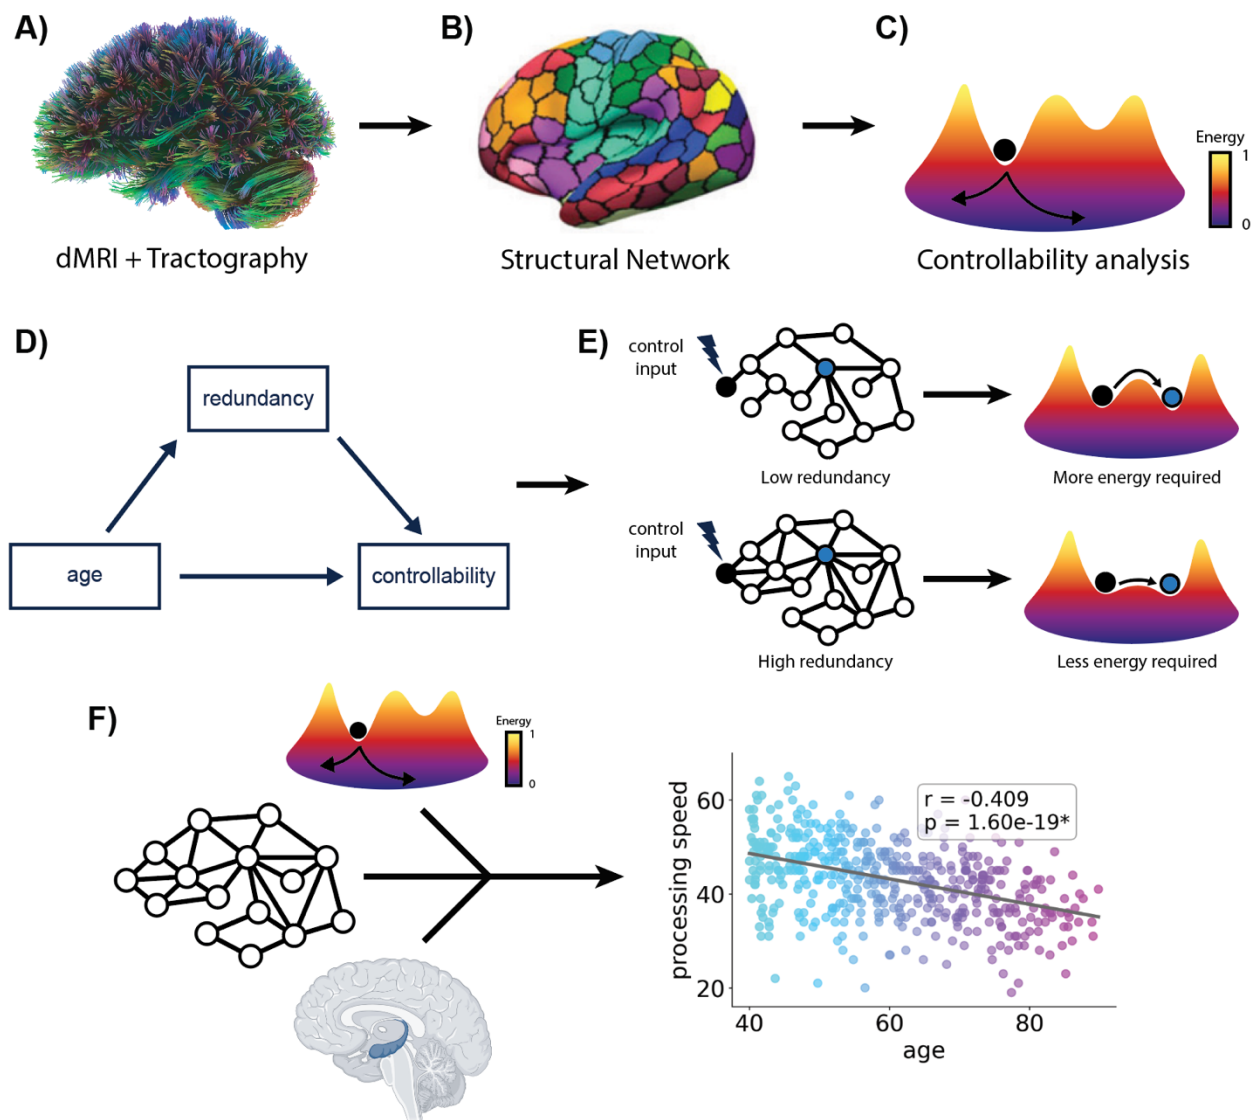 A)
B)
C)
Energy
1
0
dMRI + Tractography
Structural Network
Controllability analysis
D)
redundancy
age
controllability
E)
control
input
Low redundancy
More energy required
control
input
High redundancy
Less energy required
F)
Energy
1
0
r = -0.409
p = 1.60e-19*
processing speed
60
40
20
40
60
80
age